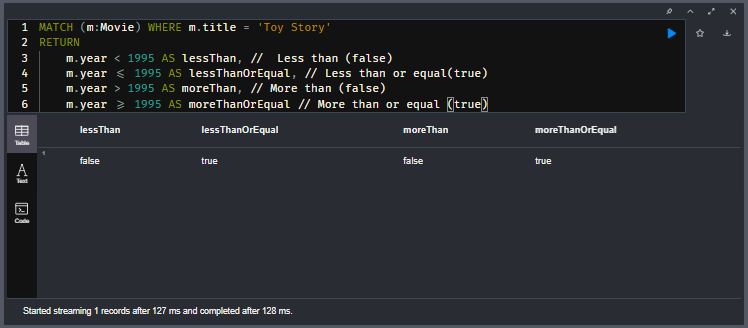 1 MATCH (m:Movie) WHERE m.title = 'Toy Story'
2 RETURN
3 m.year < 1995 AS lessThan, //  Less than (false)
4 m.year ≤ 1995 AS lessThanOrEqual, // Less than or equal(true)
5 m.year > 1995 AS moreThan, // More than (false)
6 m.year ≥ 1995 AS moreThanOrEqual // More than or equal (true)
Table
Text
Code
lessThan lessThanOrEqual moreThan moreThanOrEqual
1 false true false true
Started streaming 1 records after 127 ms and completed after 128 ms.